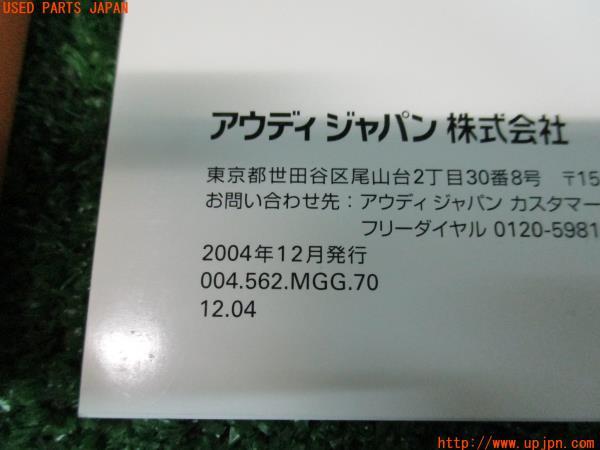 USED PARTS JAPAN
アウディ ジャパン 株式会社
東京都世田谷区尾山台2丁目30番8号 〒15
お問い合わせ先：アウディ ジャパン カスタマー
フリーダイヤル 0120-5981
2004年12月発行
004.562.MGG.70
12.04
http://www.upjpn.com/